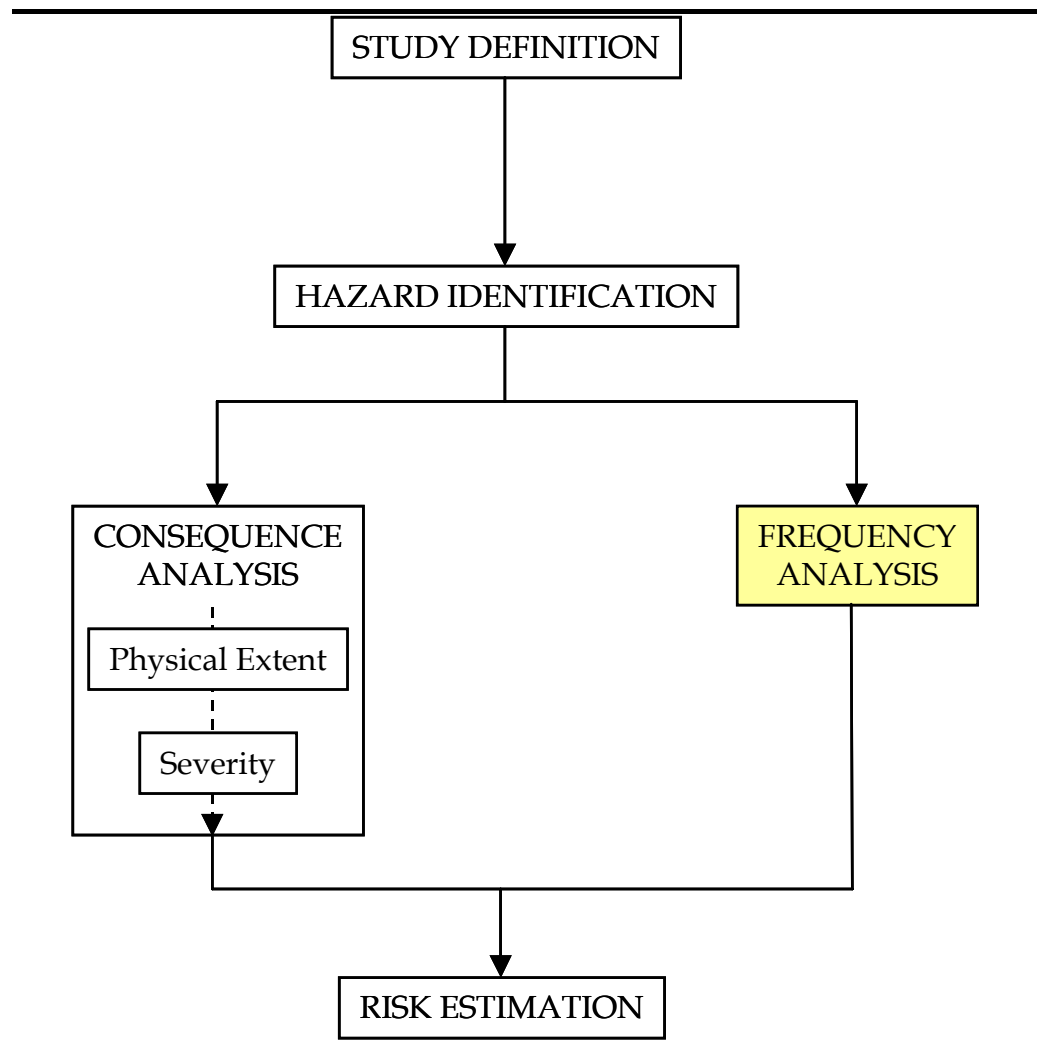 STUDY DEFINITION
HAZARD IDENTIFICATION
CONSEQUENCE
ANALYSIS
Physical Extent
Severity
FREQUENCY
ANALYSIS
RISK ESTIMATION